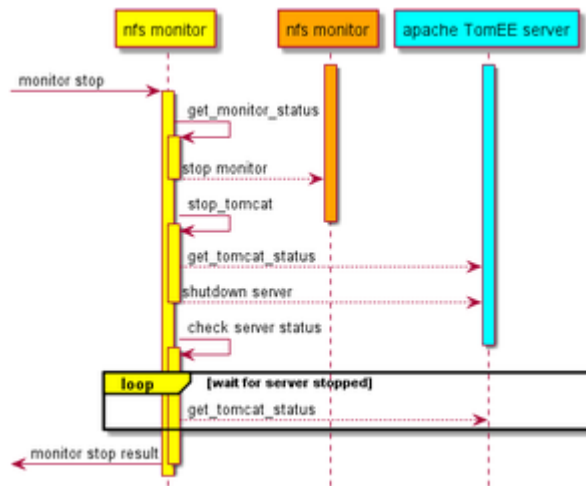 nfs monitor
nfs monitor
apache TomEE server
monitor stop
get_monitor_status
stop monitor
stop_tomcat
get_tomcat_status
shutdown server
check server status
loop
[wait for server stopped]
get_tomcat_status
monitor stop result